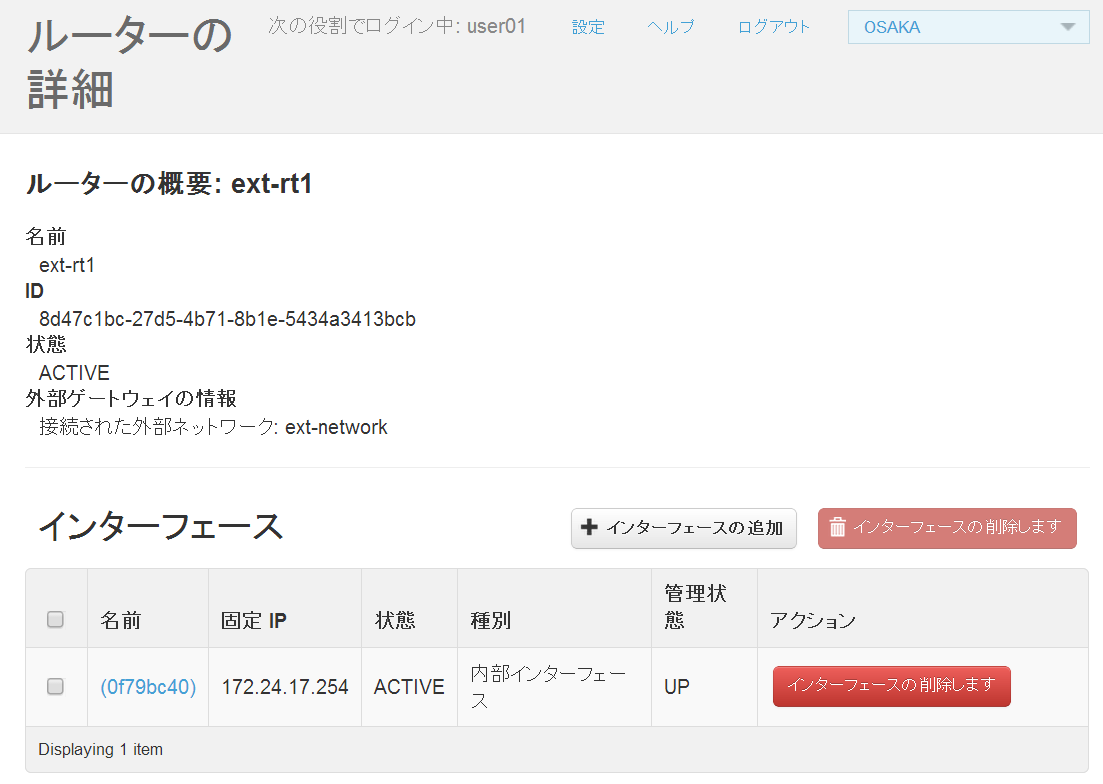 ルーターの
詳細
次の役割でログイン中: user01 設定 ヘルプ ログアウト OSAKA
ルーターの概要: ext-rt1
名前
ext-rt1
ID
8d47c1bc-27d5-4b71-8b1e-5434a3413bcb
状態
ACTIVE
外部ゲートウェイの情報
接続された外部ネットワーク: ext-network
インターフェース
インターフェースの追加 インターフェースの削除します
名前 固定 IP 状態 種別 管理状
態 アクション
(0f79bc40) 172.24.17.254 ACTIVE 内部インターフェー
ス UP インターフェースの削除します
Displaying 1 item